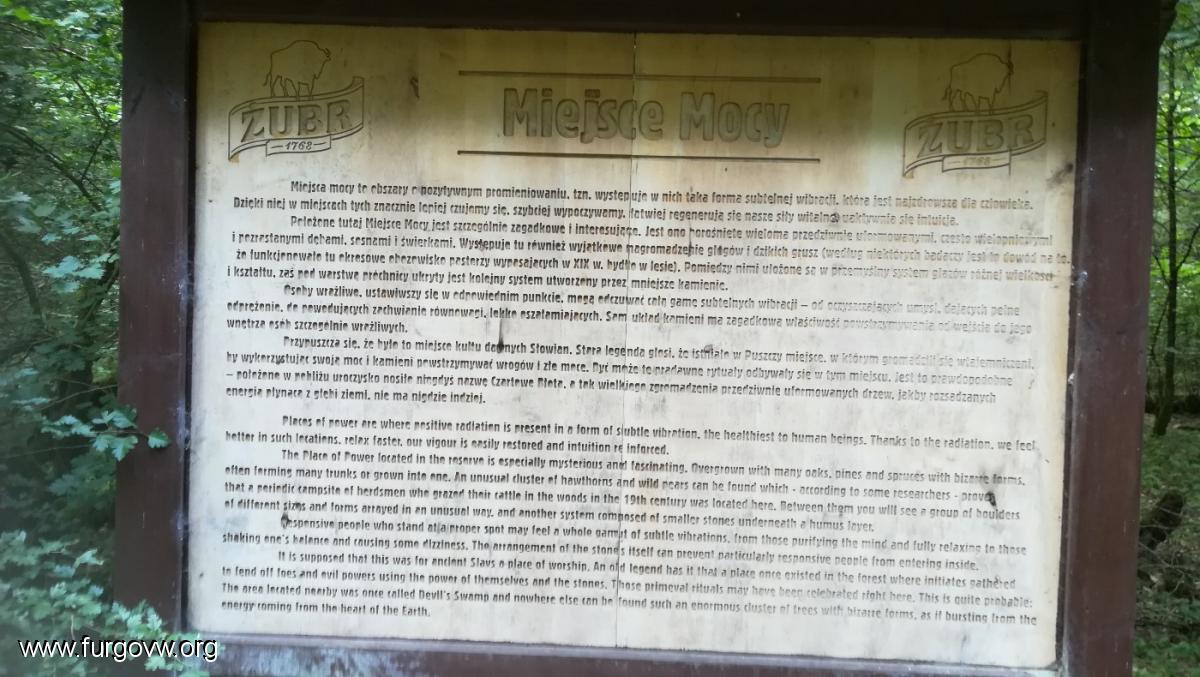 ŻUBR
1768
Miejsce Mocy
ŻUBR
1768
Miejsca mocy to obszary o pozytywnym promieniowaniu, tzn. występuje w nich taka forma subtelnej wibracji, która jest najzdrowsza dla człowieka.
Dzięki niej w miejscach tych znacznie lepiej czujemy się, szybciej wypoczywamy, łatwiej regenerują się nasze siły witalne, uaktywnia się intuicja.
Położone tutaj Miejsce Mocy jest szczególnie zagadkowe i interesujące. Jest ono porośnięte wieloma przedziwnie uformowanymi, często wielopniowymi
i pozrastanymi dębami, sosnami i świerkami. Występuje tu również wyjątkowe nagromadzenie głogów i dzikich grusz (według niektórych badaczy jest to dowód na to,
że funkcjonowało tu okresowe obozowisko pasterzy wypasających w XIX w. bydło w lesie). Pomiędzy nimi ułożone są w przemyślny system głazów różnej wielkości
i kształtu, zaś pod warstwą próchnicy ukryty jest kolejny system utworzony przez mniejsze kamienie.
Osoby wrażliwe, ustawiwszy się w odpowiednim punkcie, mogą odczuwać całą gamę subtelnych wibracji – od oczyszczających umysł, dających pełne
odprężenie, do powodujących zachwianie równowagi, lekko oszałamiających. Sam układ kamieni ma zagadkową właściwość powstrzymywania od wejścia do jego
wnętrza osób szczególnie wrażliwych.
Przypuszcza się, że było to miejsce kultu dawnych Słowian. Stara legenda głosi, że istniało w Puszczy miejsce, w którym gromadzili się wtajemniczeni,
by wykorzystując swoją moc i kamieni powstrzymywać wrogów i złe moce. Być może te pradawne rytuały odbywały się w tym miejscu. Jest to prawdopodobne
– położone w pobliżu uroczysko nosiło niegdyś nazwę Czartowe Błota, a tak wielkiego zgromadzenia przedziwnie uformowanych drzew, jakby rozsadzanych
energią płynącą z głębi ziemi, nie ma nigdzie indziej.
Places of power are where positive radiation is present in a form of subtle vibration, the healthiest to human beings. Thanks to the radiation, we feel
better in such locations, relax faster, our vigour is easily restored and intuition reinforced.
The Place of Power located in the reserve is especially mysterious and fascinating. Overgrown with many oaks, pines and spruces with bizarre forms,
often forming many trunks or grown into one. An unusual cluster of hawthorns and wild pears can be found which - according to some researchers - proves
that a periodic campsite of herdsmen who grazed their cattle in the woods in the 19th century was located here. Between them you will see a group of boulders
of different sizes and forms arrayed in an unusual way, and another system composed of smaller stones underneath a humus layer.
Responsive people who stand at a proper spot may feel a whole gamut of subtle vibrations, from those purifying the mind and fully relaxing to those
shaking one's balance and causing some dizziness. The arrangement of the stones itself can prevent particularly responsive people from entering inside.
It is supposed that this was for ancient Slavs a place of worship. An old legend has it that a place once existed in the forest where initiates gathered
to fend off foes and evil powers using the power of themselves and the stones. Those primeval rituals may have been celebrated right here. This is quite probable:
The area located nearby was once called Devil's Swamp and nowhere else can be found such an enormous cluster of trees with bizarre forms, as if bursting from the
energy coming from the heart of the Earth.
www.furgovw.org